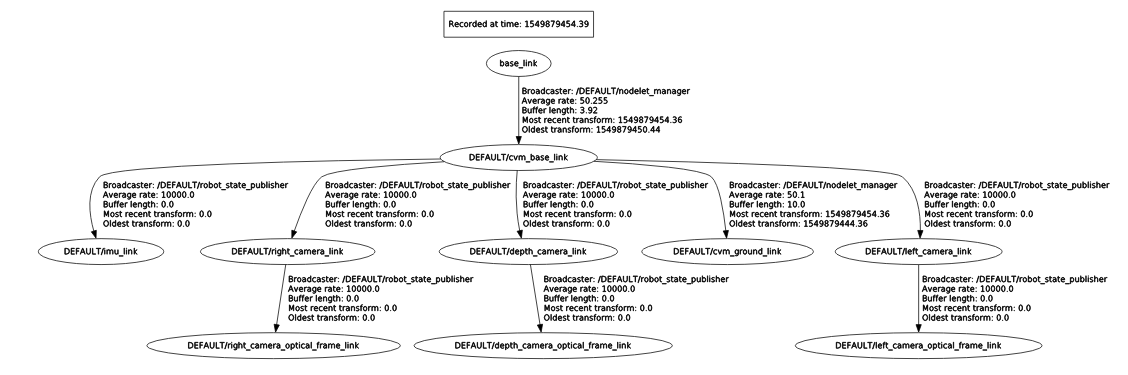 Recorded at time: 1549879454.39
base_link
Broadcaster: /DEFAULT/nodelet_manager
Average rate: 50.255
Buffer length: 3.92
Most recent transform: 1549879454.36
Oldest transform: 1549879450.44
DEFAULT/cvm_base_link
Broadcaster: /DEFAULT/robot_state_publisher
Average rate: 10000.0
Buffer length: 0.0
Most recent transform: 0.0
Oldest transform: 0.0
Broadcaster: /DEFAULT/robot_state_publisher
Average rate: 10000.0
Buffer length: 0.0
Most recent transform: 0.0
Oldest transform: 0.0
Broadcaster: /DEFAULT/robot_state_publisher
Average rate: 10000.0
Buffer length: 0.0
Most recent transform: 0.0
Oldest transform: 0.0
Broadcaster: /DEFAULT/nodelet_manager
Average rate: 50.1
Buffer length: 10.0
Most recent transform: 1549879454.36
Oldest transform: 1549879444.36
Broadcaster: /DEFAULT/robot_state_publisher
Average rate: 10000.0
Buffer length: 0.0
Most recent transform: 0.0
Oldest transform: 0.0
DEFAULT/imu_link
DEFAULT/right_camera_link
DEFAULT/depth_camera_link
DEFAULT/cvm_ground_link
DEFAULT/left_camera_link
Broadcaster: /DEFAULT/robot_state_publisher
Average rate: 10000.0
Buffer length: 0.0
Most recent transform: 0.0
Oldest transform: 0.0
Broadcaster: /DEFAULT/robot_state_publisher
Average rate: 10000.0
Buffer length: 0.0
Most recent transform: 0.0
Oldest transform: 0.0
Broadcaster: /DEFAULT/robot_state_publisher
Average rate: 10000.0
Buffer length: 0.0
Most recent transform: 0.0
Oldest transform: 0.0
DEFAULT/right_camera_optical_frame_link
DEFAULT/depth_camera_optical_frame_link
DEFAULT/left_camera_optical_frame_link